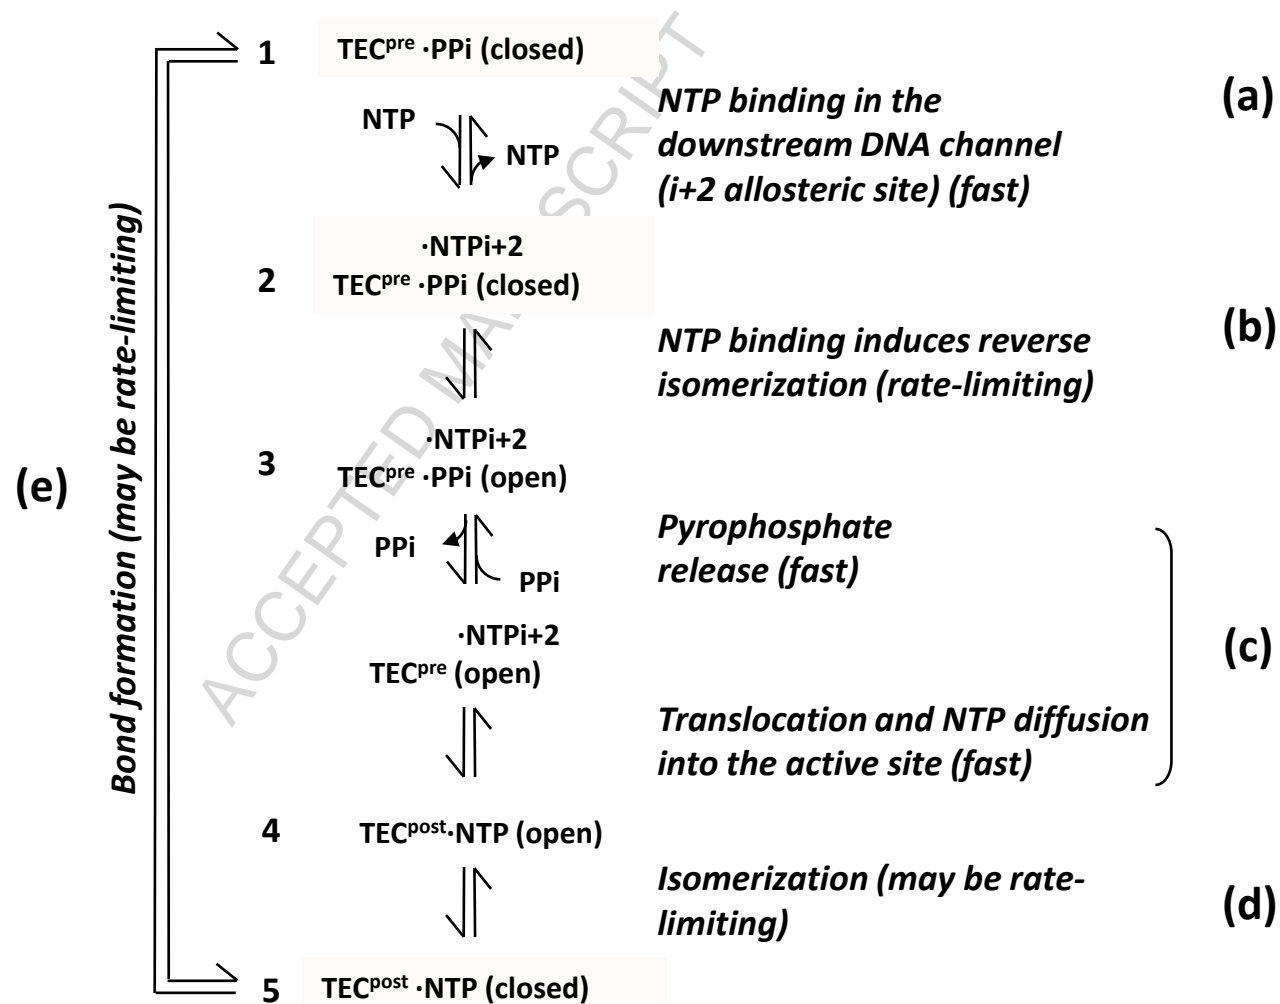 1 TECpre ·PPi (closed)
(a)
NTP binding in the
NTP
downstream DNA channel
NTP
(i+2 allosteric site) (fast)
·NTPi+2
2 TECpre ·PPi (closed)
(b)
NTP binding induces reverse
isomerization (rate-limiting)
·NTPi+2
3 TECpre ·PPi (open)
(e)
Bond formation (may be rate-limiting)
Pyrophosphate
PPi
release (fast)
PPi
·NTPi+2
(c)
TECpre (open)
Translocation and NTP diffusion
into the active site (fast)
4 TECpost·NTP (open)
Isomerization (may be rate-
limiting)
(d)
5 TECpost ·NTP (closed)
ACCEPTED MANUSCRIPT